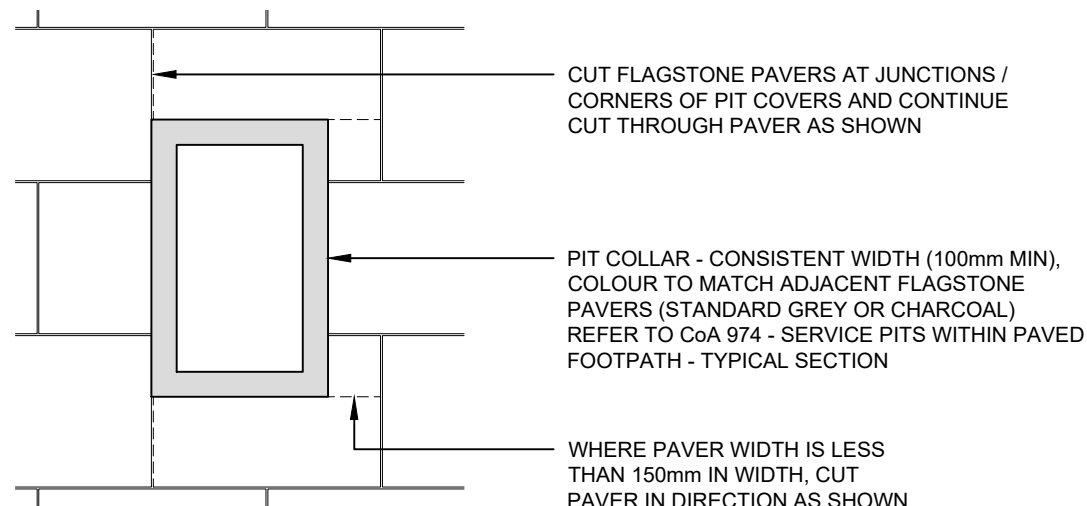 CUT FLAGSTONE PAVERS AT JUNCTIONS /
CORNERS OF PIT COVERS AND CONTINUE
CUT THROUGH PAVER AS SHOWN
PIT COLLAR - CONSISTENT WIDTH (100mm MIN),
COLOUR TO MATCH ADJACENT FLAGSTONE
PAVERS (STANDARD GREY OR CHARCOAL)
REFER TO CoA 974 - SERVICE PITS WITHIN PAVED
FOOTPATH - TYPICAL SECTION
WHERE PAVER WIDTH IS LESS
THAN 150mm IN WIDTH, CUT
PAVER IN DIRECTION AS SHOWN